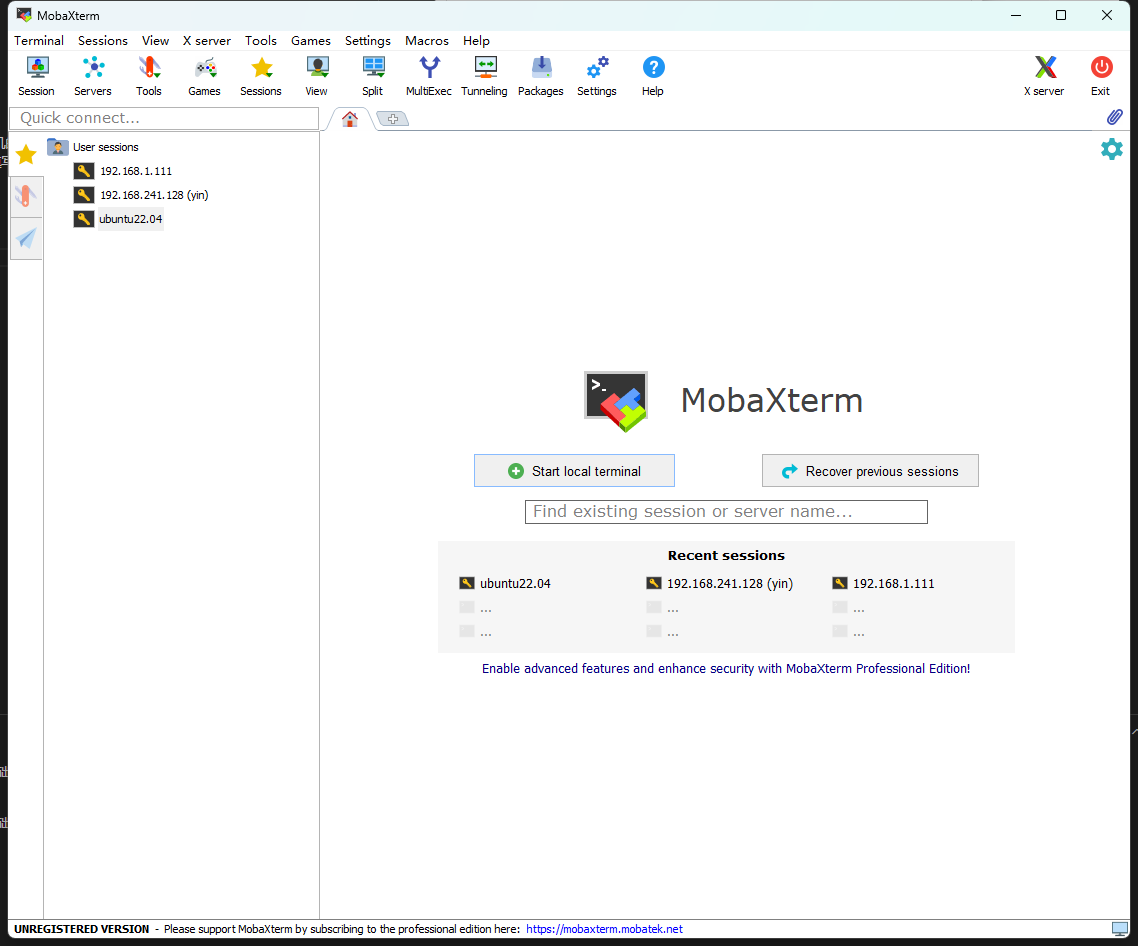 MobaXterm
Terminal Sessions View X server Tools Games Settings Macros Help
Session Servers Tools Games Sessions View Split MultiExec Tunneling Packages Settings Help X server Exit
Quick connect...
User sessions
192.168.1.111
192.168.241.128 (yin)
ubuntu22.04
>_
MobaXterm
Start local terminal Recover previous sessions
Find existing session or server name...
Recent sessions
ubuntu22.04 192.168.241.128 (yin) 192.168.1.111
... ... ...
... ... ...
Enable advanced features and enhance security with MobaXterm Professional Edition!
UNREGISTERED VERSION - Please support MobaXterm by subscribing to the professional edition here: https://mobaxterm.mobatek.net